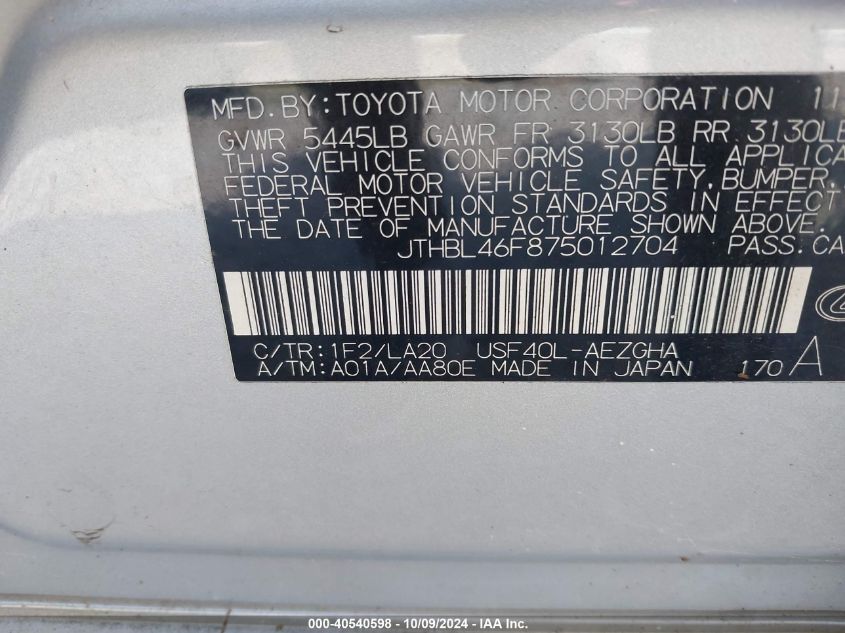 MFD.BY:TOYOTA MOTOR CORPORATION 11
GVWR 5445LB GAWR FR 3130LB RR 3130LB
THIS VEHICLE CONFORMS TO ALL APPLICA
FEDERAL MOTOR VEHICLE SAFETY,BUMPER,
THEFT PREVENTION STANDARDS IN EFFECT
THE DATE OF MANUFACTURE SHOWN ABOVE.
JTHBL46F875012704 PASS.CA
C/TR:1F2/LA20 USF40L-AEZGHA
A/TM:A01A/AA80E MADE IN JAPAN 170 A
000-40540598 - 10/09/2024 - IAA Inc.